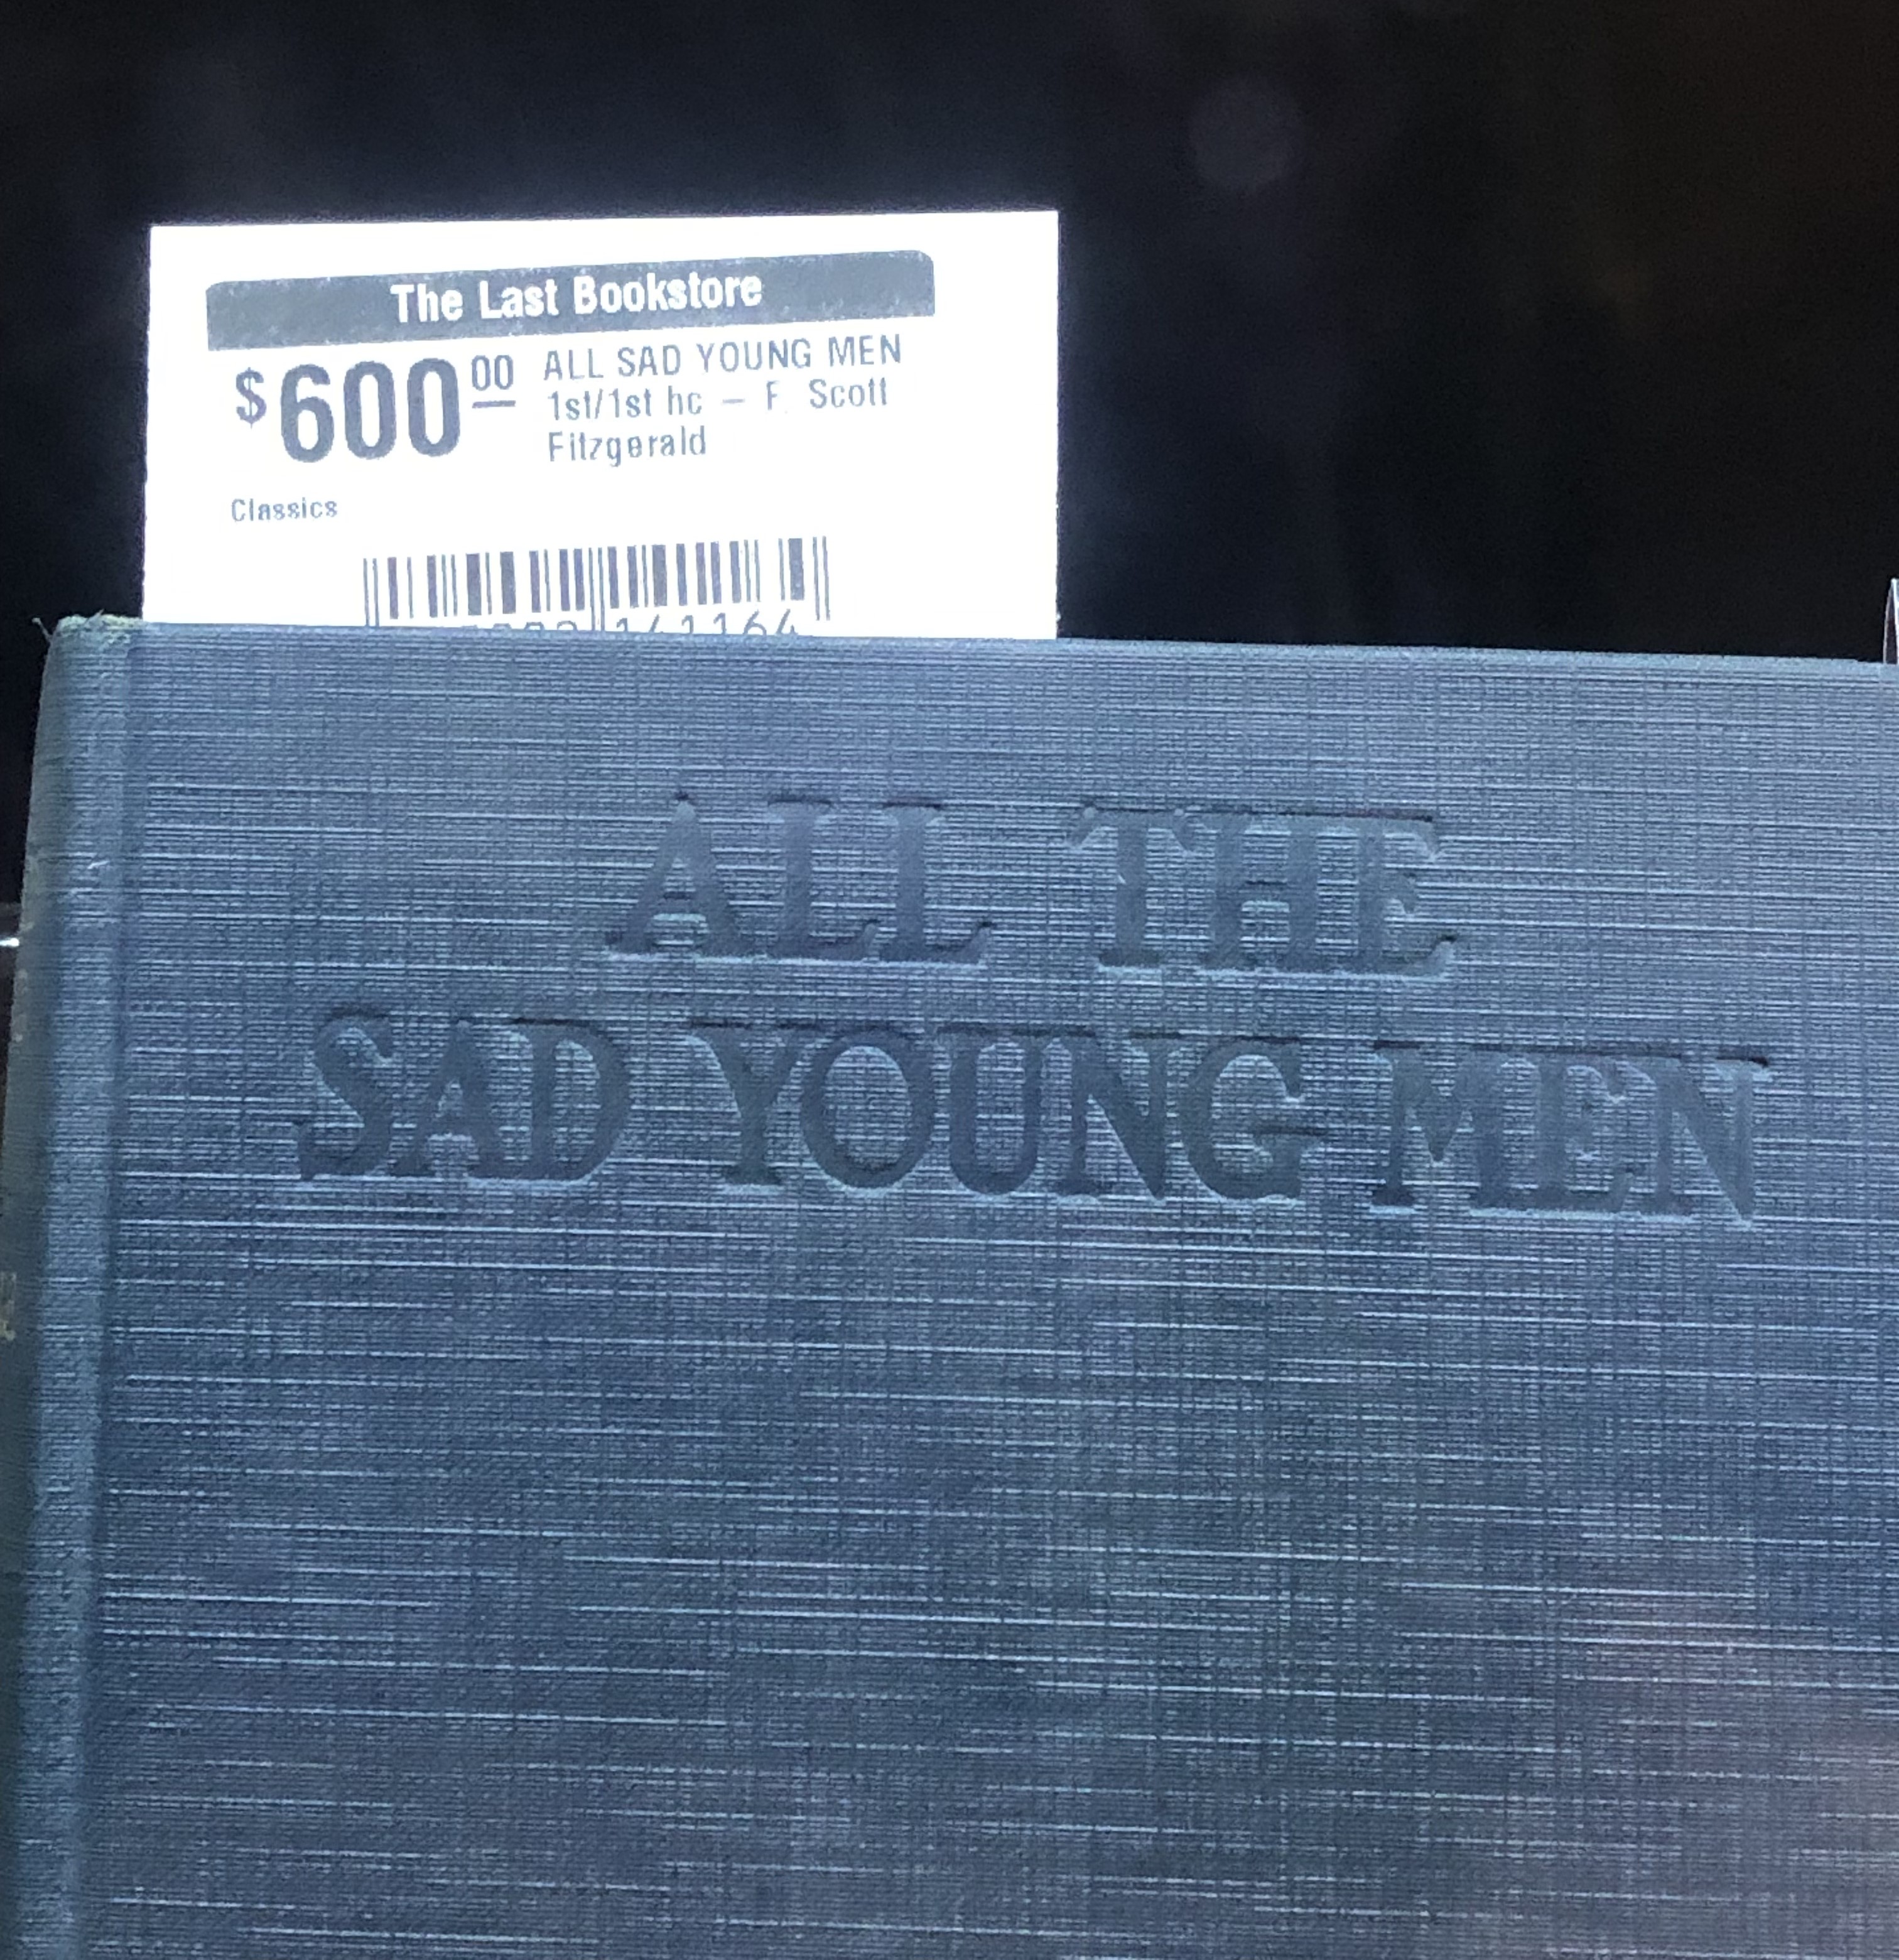 The Last Bookstore
$600 00 ALL SAD YOUNG MEN
1st/1st hc – F. Scott
Fitzgerald
Classics
141164
ALL THE
SAD YOUNG MEN